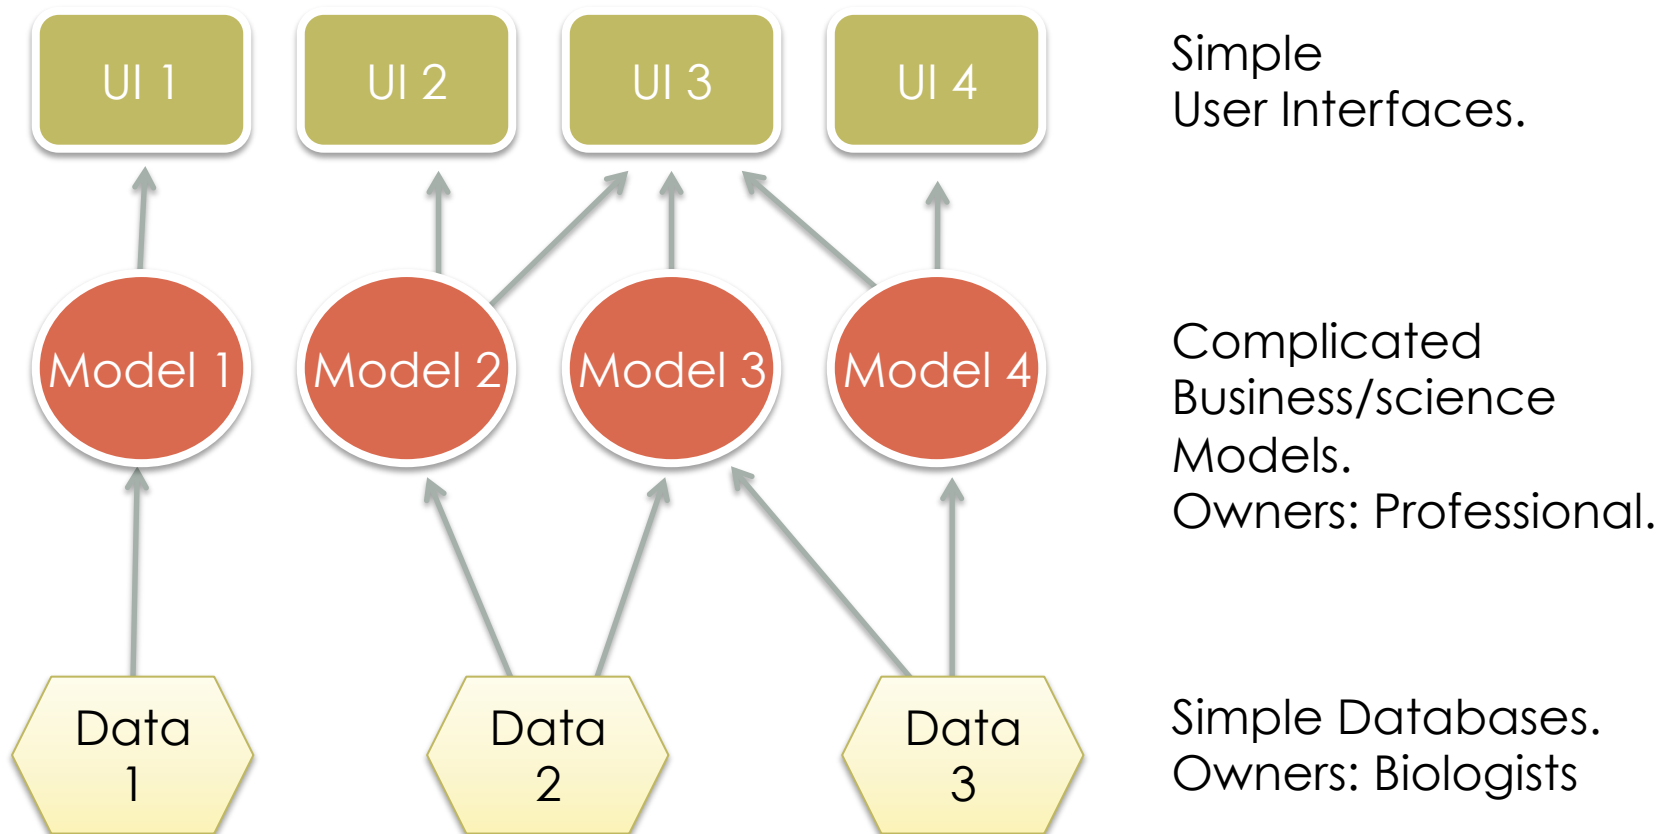 UI 1
UI 2
UI 3
UI 4
Simple
User Interfaces.
Model 1
Model 2
Model 3
Model 4
Complicated
Business/science
Models.
Owners: Professional.
Data
1
Data
2
Data
3
Simple Databases.
Owners: Biologists